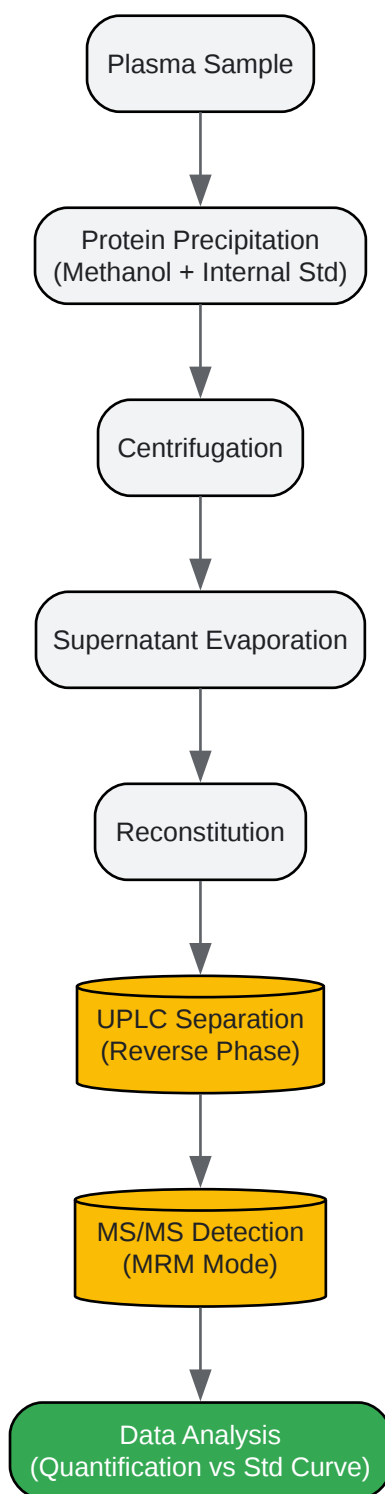 Plasma Sample
Protein Precipitation
(Methanol + Internal Std)
Centrifugation
Supernatant Evaporation
Reconstitution
UPLC Separation
(Reverse Phase)
MS/MS Detection
(MRM Mode)
Data Analysis
(Quantification vs Std Curve)